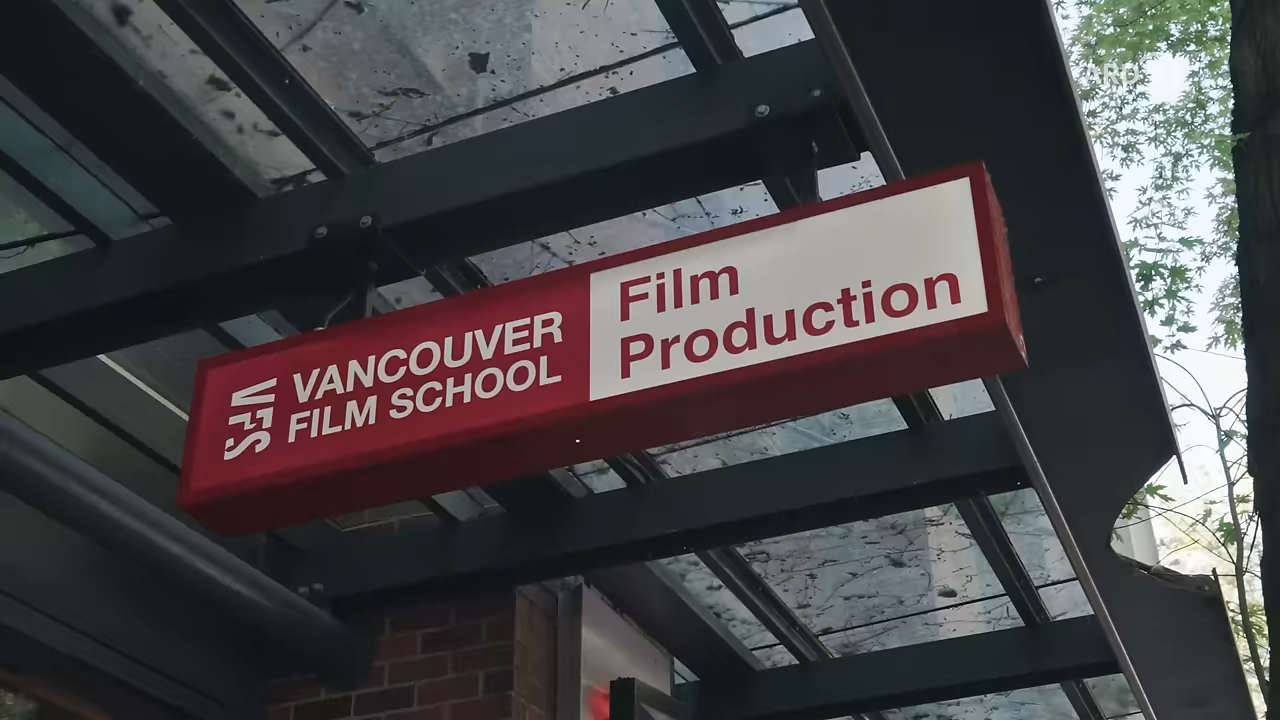 VFS
VANCOUVER
FILM SCHOOL
Film
Production